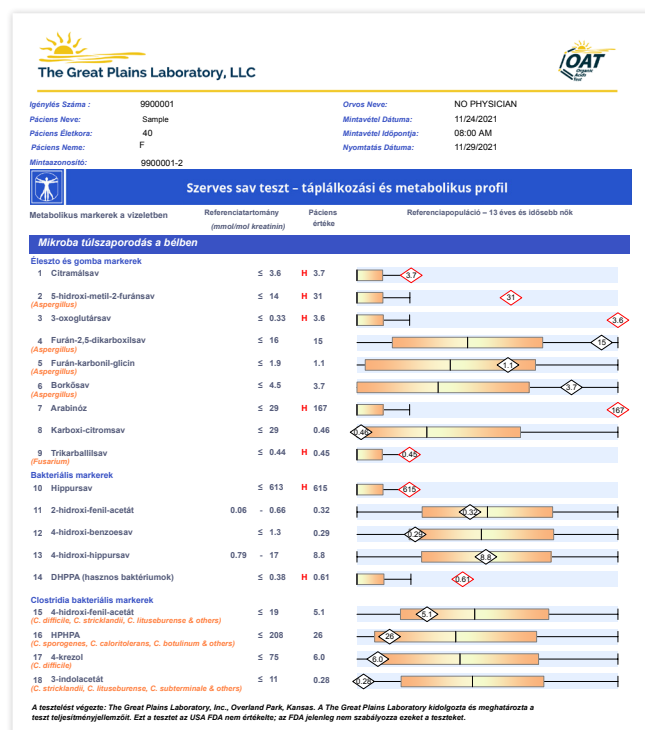 The Great Plains Laboratory, LLC
OAT
Organic
Acids
Test
Igénylés Száma : 9900001 Orvos Neve: NO PHYSICIAN
Páciens Neve: Sample Mintavétel Dátuma: 11/24/2021
Páciens Életkora: 40 Mintavétel Időpontja: 08:00 AM
Páciens Neme: F Nyomtatás Dátuma: 11/29/2021
Mintaazonosító: 9900001-2
Szerves sav teszt – táplálkozási és metabolikus profil
Metabolikus markerek a vizeletben Referenciatartomány Páciens Referenciapopuláció – 13 éves és idősebb nők
(mmol/mol kreatinin) értéke
Mikroba túlszaporodás a bélben
Éleszto és gomba markerek
1 Citramálsav ≤ 3.6 H 3.7 3.7
2 5-hidroxi-metil-2-furánsav ≤ 14 H 31 31
(Aspergillus)
3 3-oxoglutársav ≤ 0.33 H 3.6 3.6
4 Furán-2,5-dikarboxilsav ≤ 16 15 15
(Aspergillus)
5 Furán-karbonil-glicin ≤ 1.9 1.1 1.1
(Aspergillus)
6 Borkősav ≤ 4.5 3.7 3.7
(Aspergillus)
7 Arabinóz ≤ 29 H 167 167
8 Karboxi-citromsav ≤ 29 0.46 0.46
9 Trikarballilsav ≤ 0.44 H 0.45 0.45
(Fusarium)
Bakteriális markerek
10 Hippursav ≤ 613 H 615 615
11 2-hidroxi-fenil-acetát 0.06 - 0.66 0.32 0.32
12 4-hidroxi-benzoesav ≤ 1.3 0.29 0.29
13 4-hidroxi-hippursav 0.79 - 17 8.8 8.8
14 DHPPA (hasznos baktériumok) ≤ 0.38 H 0.61 0.61
Clostridia bakteriális markerek
15 4-hidroxi-fenil-acetát ≤ 19 5.1 5.1
(C. difficile, C. stricklandii, C. lituseburense & others)
16 HPHPA ≤ 208 26 26
(C. sporogenes, C. caloritolerans, C. botulinum & others)
17 4-krezol ≤ 75 6.0 6.0
(C. difficile)
18 3-indolacetát ≤ 11 0.28 0.28
(C. stricklandii, C. lituseburense, C. subterminale & others)
A tesztelést végezte: The Great Plains Laboratory, Inc., Overland Park, Kansas. A The Great Plains Laboratory kidolgozta és meghatározta a
teszt teljesítményjellemzőit. Ezt a tesztet az USA FDA nem értékelte; az FDA jelenleg nem szabályozza ezeket a teszteket.